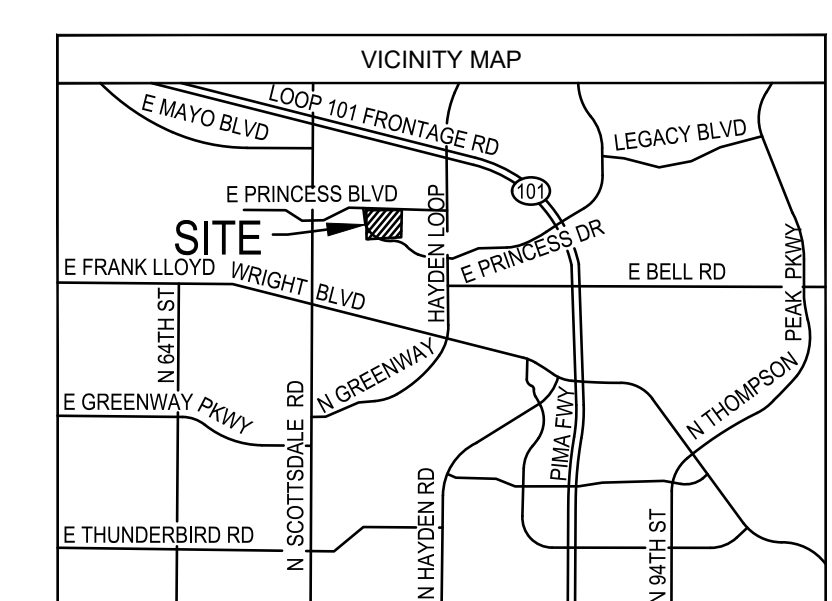 VICINITY MAP
E MAYO BLVD
LOOP 101 FRONTAGE RD
LEGACY BLVD
101
E PRINCESS BLVD
SITE
HAYDEN LOOP
E PRINCESS DR
E FRANK LLOYD WRIGHT BLVD
E BELL RD
N 64TH ST
N GREENWAY
PEAK PKWY
N THOMPSON
E GREENWAY PKWY
N SCOTTSDALE RD
PIMA FWY
N HAYDEN RD
E THUNDERBIRD RD
N 94TH ST